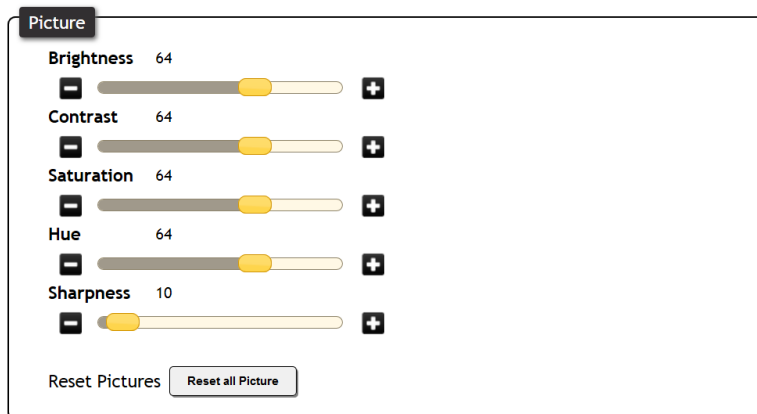 Picture
Brightness 64
Contrast 64
Saturation 64
Hue 64
Sharpness 10
Reset Pictures Reset all Picture